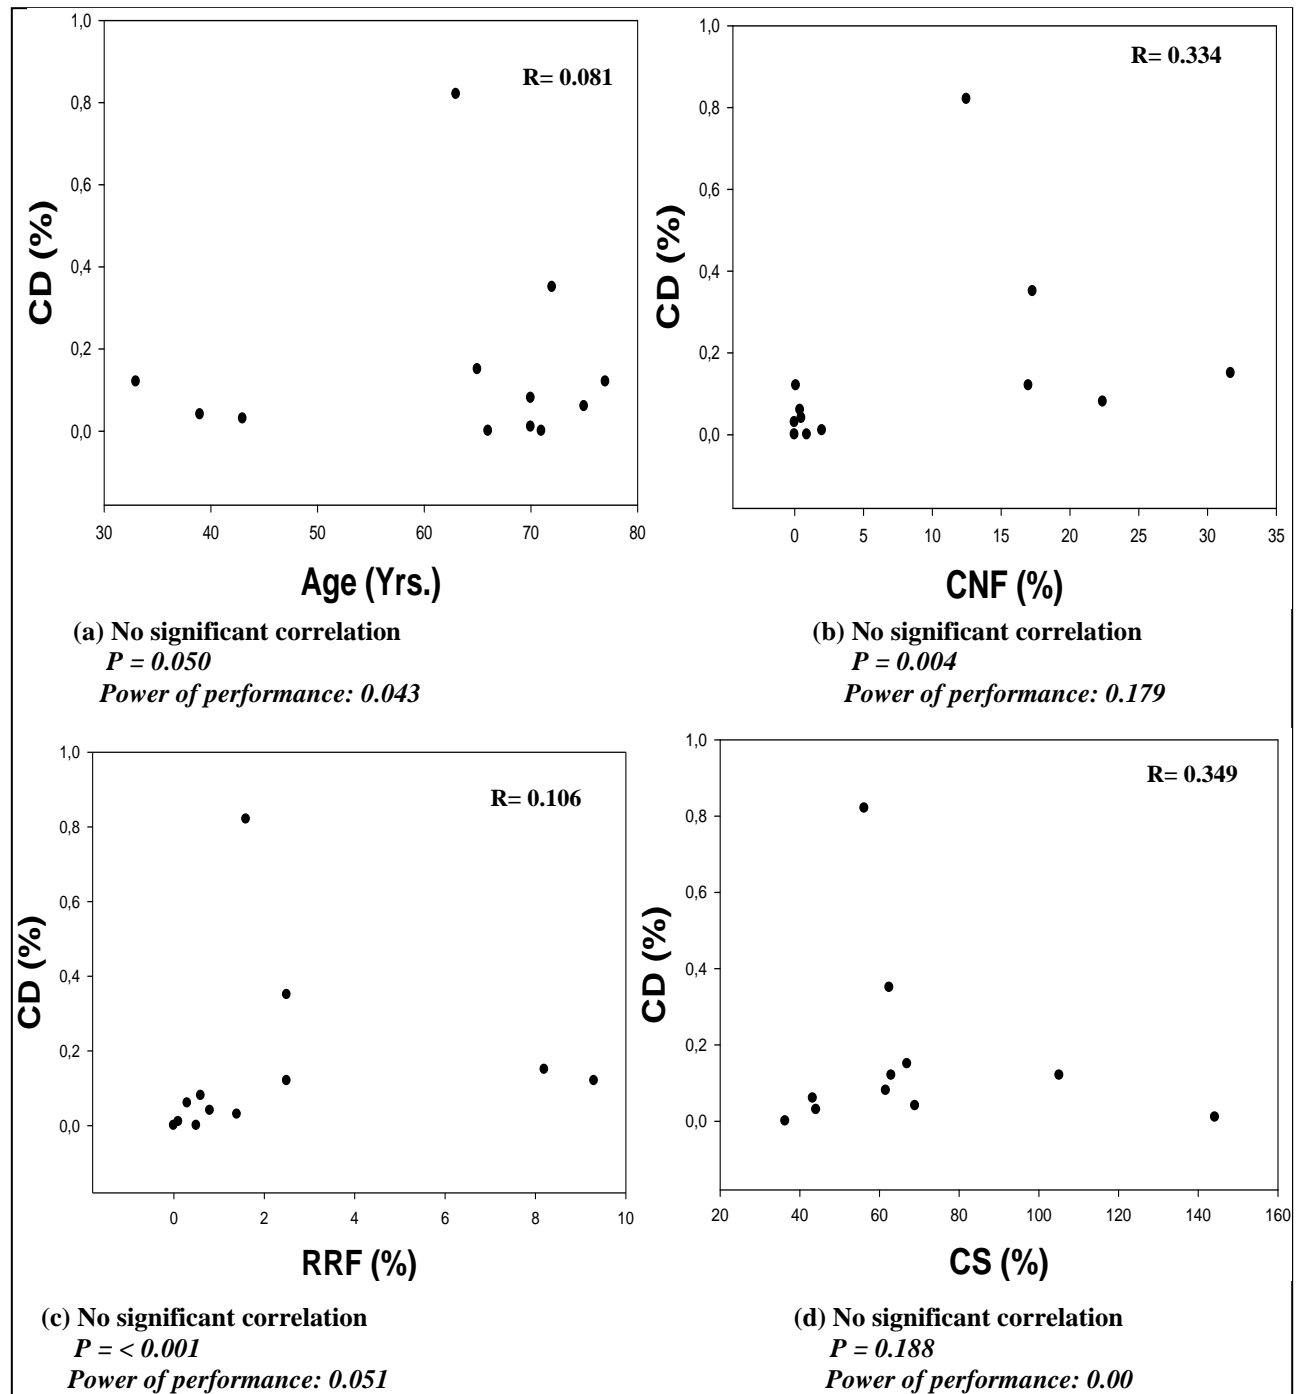 1,0
0,8
0,6
0,4
0,2
0,0
CD (%)
R= 0.081
30 40 50 60 70 80
Age (Yrs.)
(a) No significant correlation
P = 0.050
Power of performance: 0.043
1,0
0,8
0,6
0,4
0,2
0,0
CD (%)
R= 0.334
0 5 10 15 20 25 30 35
CNF (%)
(b) No significant correlation
P = 0.004
Power of performance: 0.179
1,0
0,8
0,6
0,4
0,2
0,0
CD (%)
R= 0.106
0 2 4 6 8 10
RRF (%)
(c) No significant correlation
P = < 0.001
Power of performance: 0.051
1,0
0,8
0,6
0,4
0,2
0,0
CD (%)
R= 0.349
20 40 60 80 100 120 140 160
CS (%)
(d) No significant correlation
P = 0.188
Power of performance: 0.00